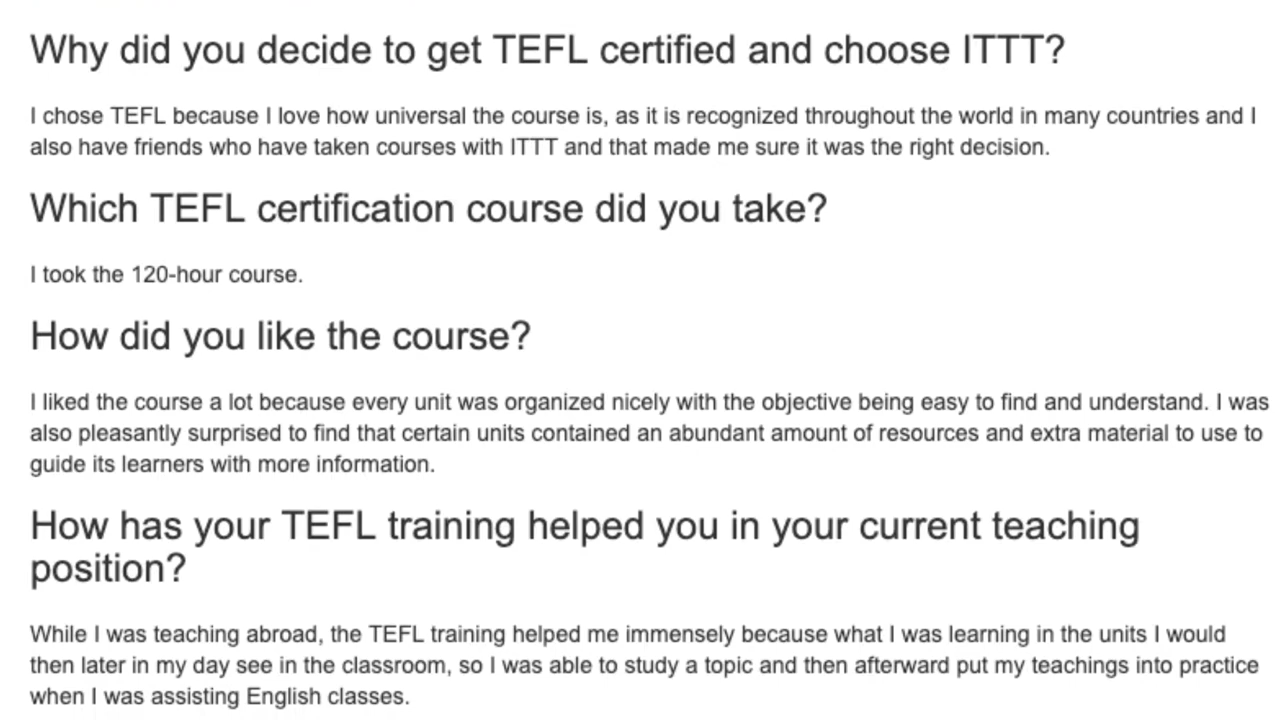 Why did you decide to get TEFL certified and choose ITTT?
I chose TEFL because I love how universal the course is, as it is recognized throughout the world in many countries and I
also have friends who have taken courses with ITTT and that made me sure it was the right decision.
Which TEFL certification course did you take?
I took the 120-hour course.
How did you like the course?
I liked the course a lot because every unit was organized nicely with the objective being easy to find and understand. I was
also pleasantly surprised to find that certain units contained an abundant amount of resources and extra material to use to
guide its learners with more information.
How has your TEFL training helped you in your current teaching
position?
While I was teaching abroad, the TEFL training helped me immensely because what I was learning in the units I would
then later in my day see in the classroom, so I was able to study a topic and then afterward put my teachings into practice
when I was assisting English classes.